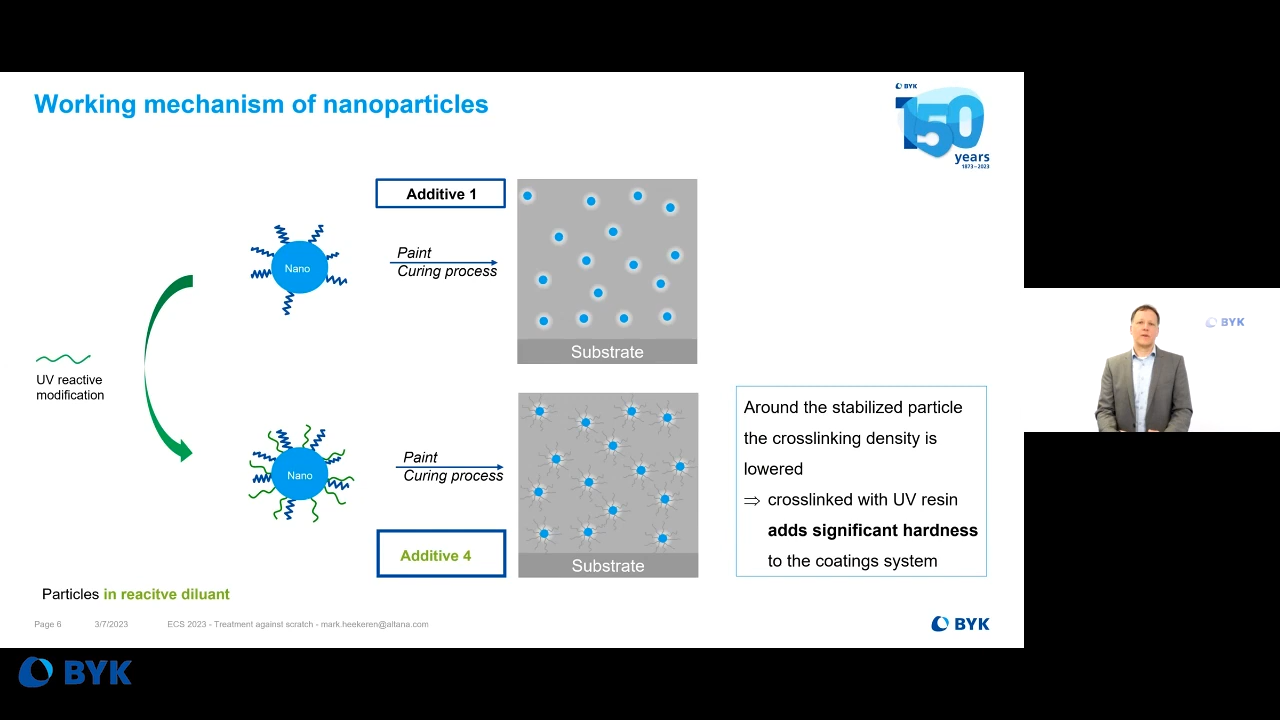 Working mechanism of nanoparticles
BYK
150
years
1873–2023
Additive 1
Nano
Paint
Curing process
Substrate
UV reactive
modification
Nano
Paint
Curing process
Substrate
Additive 4
Around the stabilized particle
the crosslinking density is
lowered
⇒ crosslinked with UV resin
adds significant hardness
to the coatings system
Particles in reacitve diluant
Page 6 3/7/2023 ECS 2023 - Treatment against scratch - mark.heekeren@altana.com
BYK
BYK
BYK